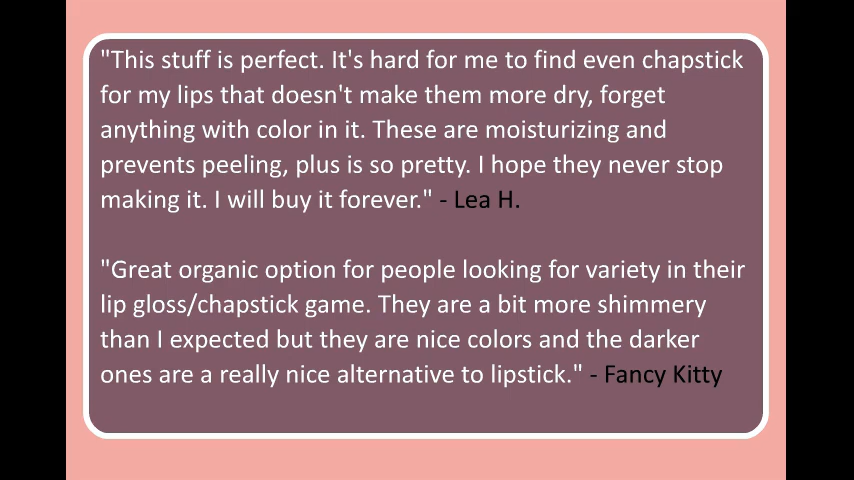 "This stuff is perfect. It's hard for me to find even chapstick
for my lips that doesn't make them more dry, forget
anything with color in it. These are moisturizing and
prevents peeling, plus is so pretty. I hope they never stop
making it. I will buy it forever." - Lea H.
"Great organic option for people looking for variety in their
lip gloss/chapstick game. They are a bit more shimmery
than I expected but they are nice colors and the darker
ones are a really nice alternative to lipstick." - Fancy Kitty